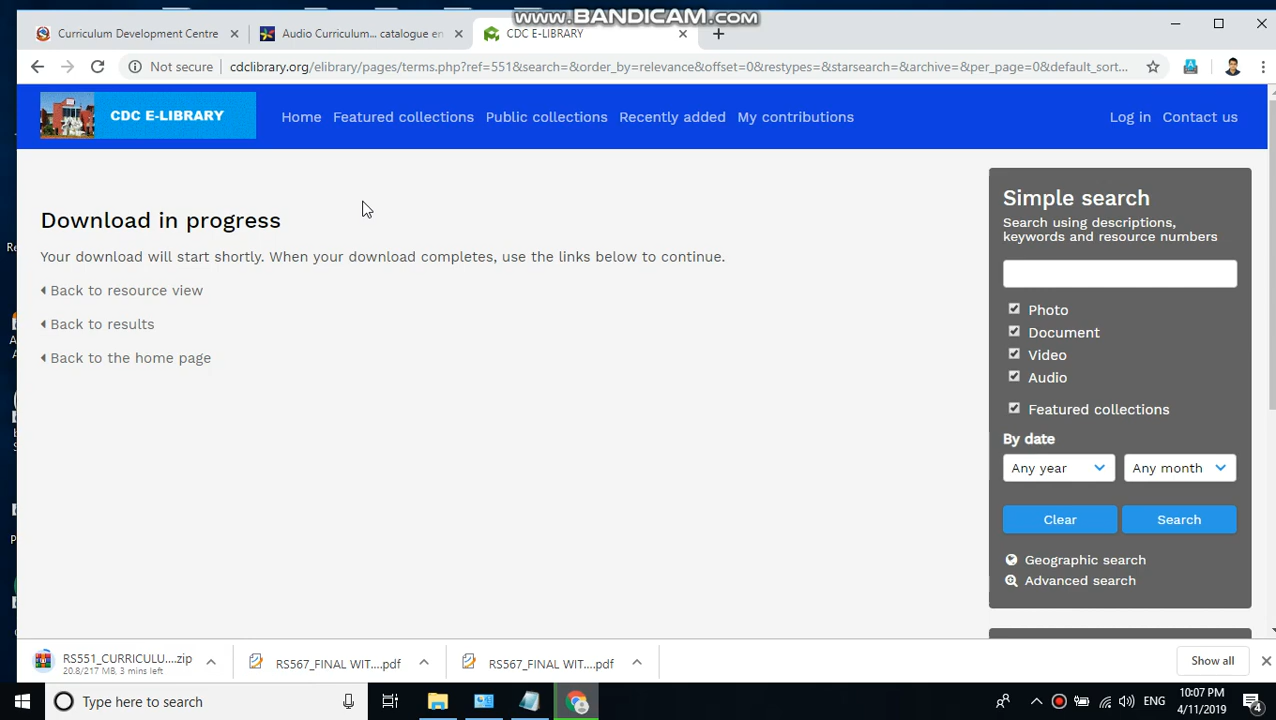 www.BANDICAM.com
Curriculum Development Centre
Audio Curriculum... catalogue en
CDC E-LIBRARY
Not secure
cdclibrary.org/elibrary/pages/terms.php?ref=551&search=&order_by=relevance&offset=0&restypes=&starsearch=&archive=&per_page=0&default_sort...
CDC E-LIBRARY
Home
Featured collections
Public collections
Recently added
My contributions
Log in
Contact us
Download in progress
Your download will start shortly. When your download completes, use the links below to continue.
Back to resource view
Back to results
Back to the home page
Simple search
Search using descriptions,
keywords and resource numbers
Photo
Document
Video
Audio
Featured collections
By date
Any year
Any month
Clear
Search
Geographic search
Advanced search
RS551_CURRICULU....zip
20.8/217 MB, 3 mins left
RS567_FINAL WIT....pdf
RS567_FINAL WIT....pdf
Show all
Type here to search
ENG
10:07 PM
4/11/2019
4